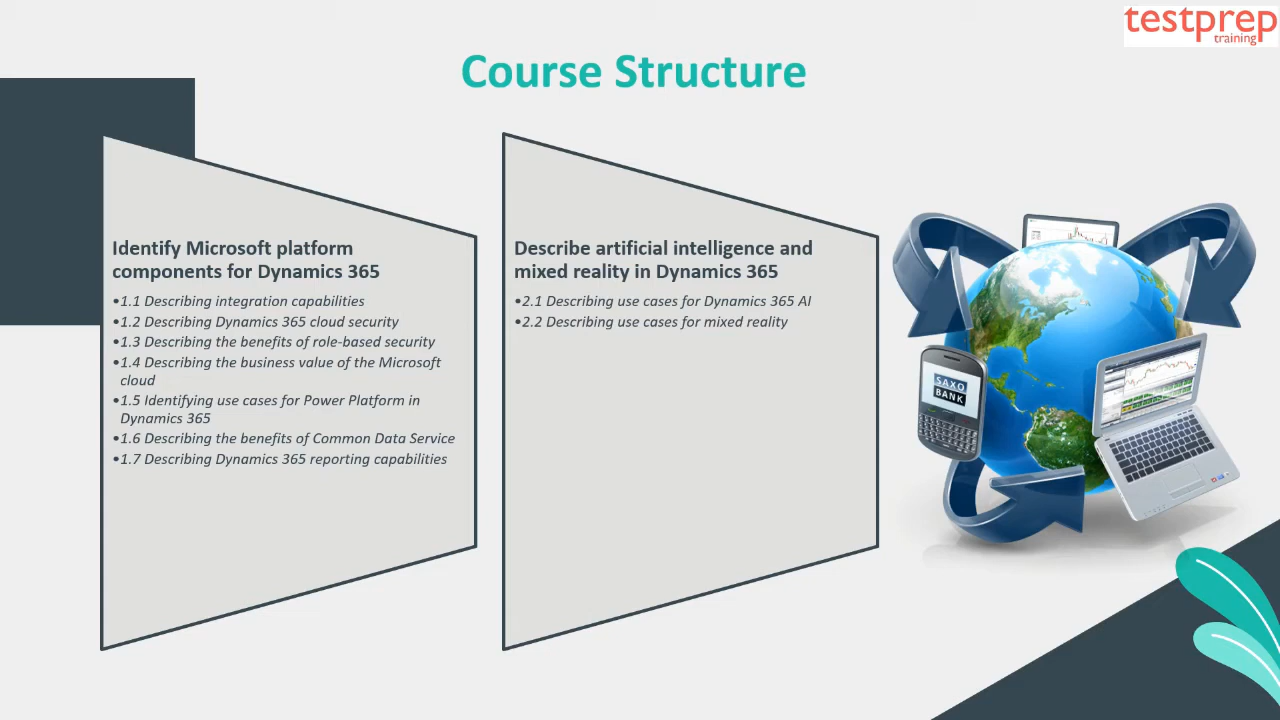 testprep
training
Course Structure
Identify Microsoft platform
components for Dynamics 365
•1.1 Describing integration capabilities
•1.2 Describing Dynamics 365 cloud security
•1.3 Describing the benefits of role-based security
•1.4 Describing the business value of the Microsoft
cloud
•1.5 Identifying use cases for Power Platform in
Dynamics 365
•1.6 Describing the benefits of Common Data Service
•1.7 Describing Dynamics 365 reporting capabilities
Describe artificial intelligence and
mixed reality in Dynamics 365
•2.1 Describing use cases for Dynamics 365 AI
•2.2 Describing use cases for mixed reality
SAXO
BANK